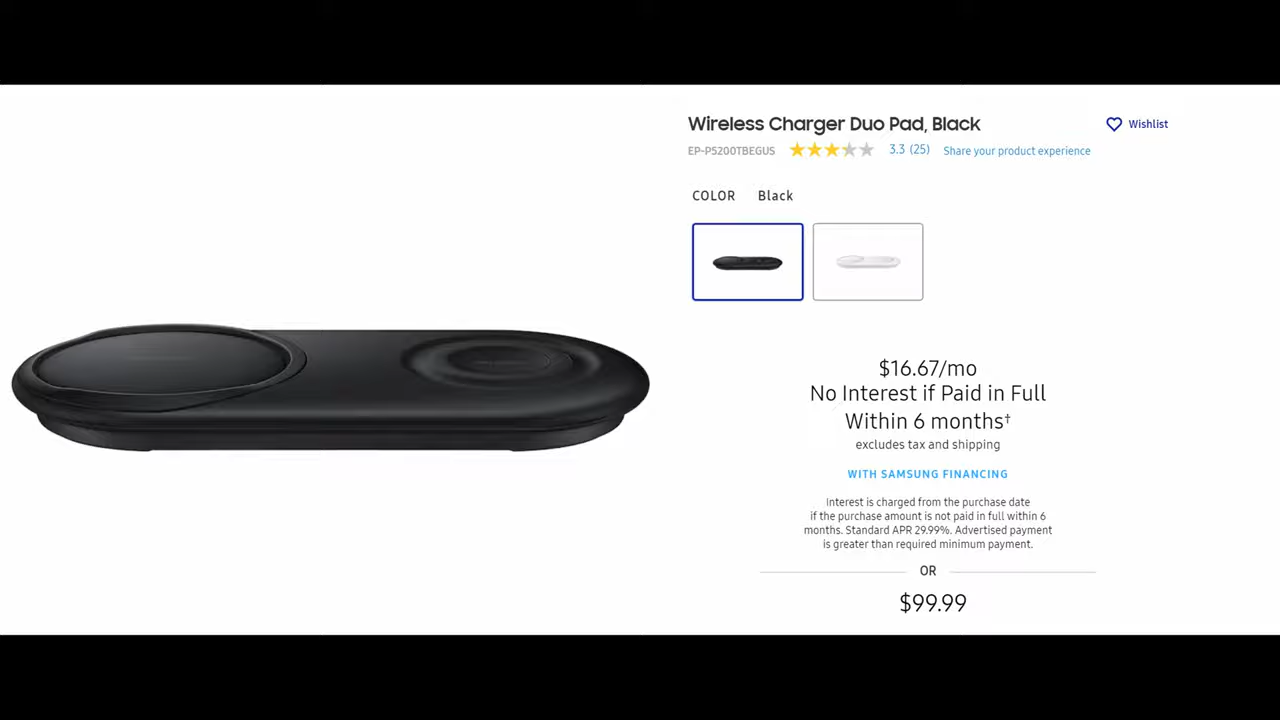 Wireless Charger Duo Pad, Black
Wishlist
EP-P5200TBEGUS
3.3 (25)
Share your product experience
COLOR Black
$16.67/mo
No Interest if Paid in Full
Within 6 months†
excludes tax and shipping
WITH SAMSUNG FINANCING
Interest is charged from the purchase date
if the purchase amount is not paid in full within 6
months. Standard APR 29.99%. Advertised payment
is greater than required minimum payment.
OR
$99.99